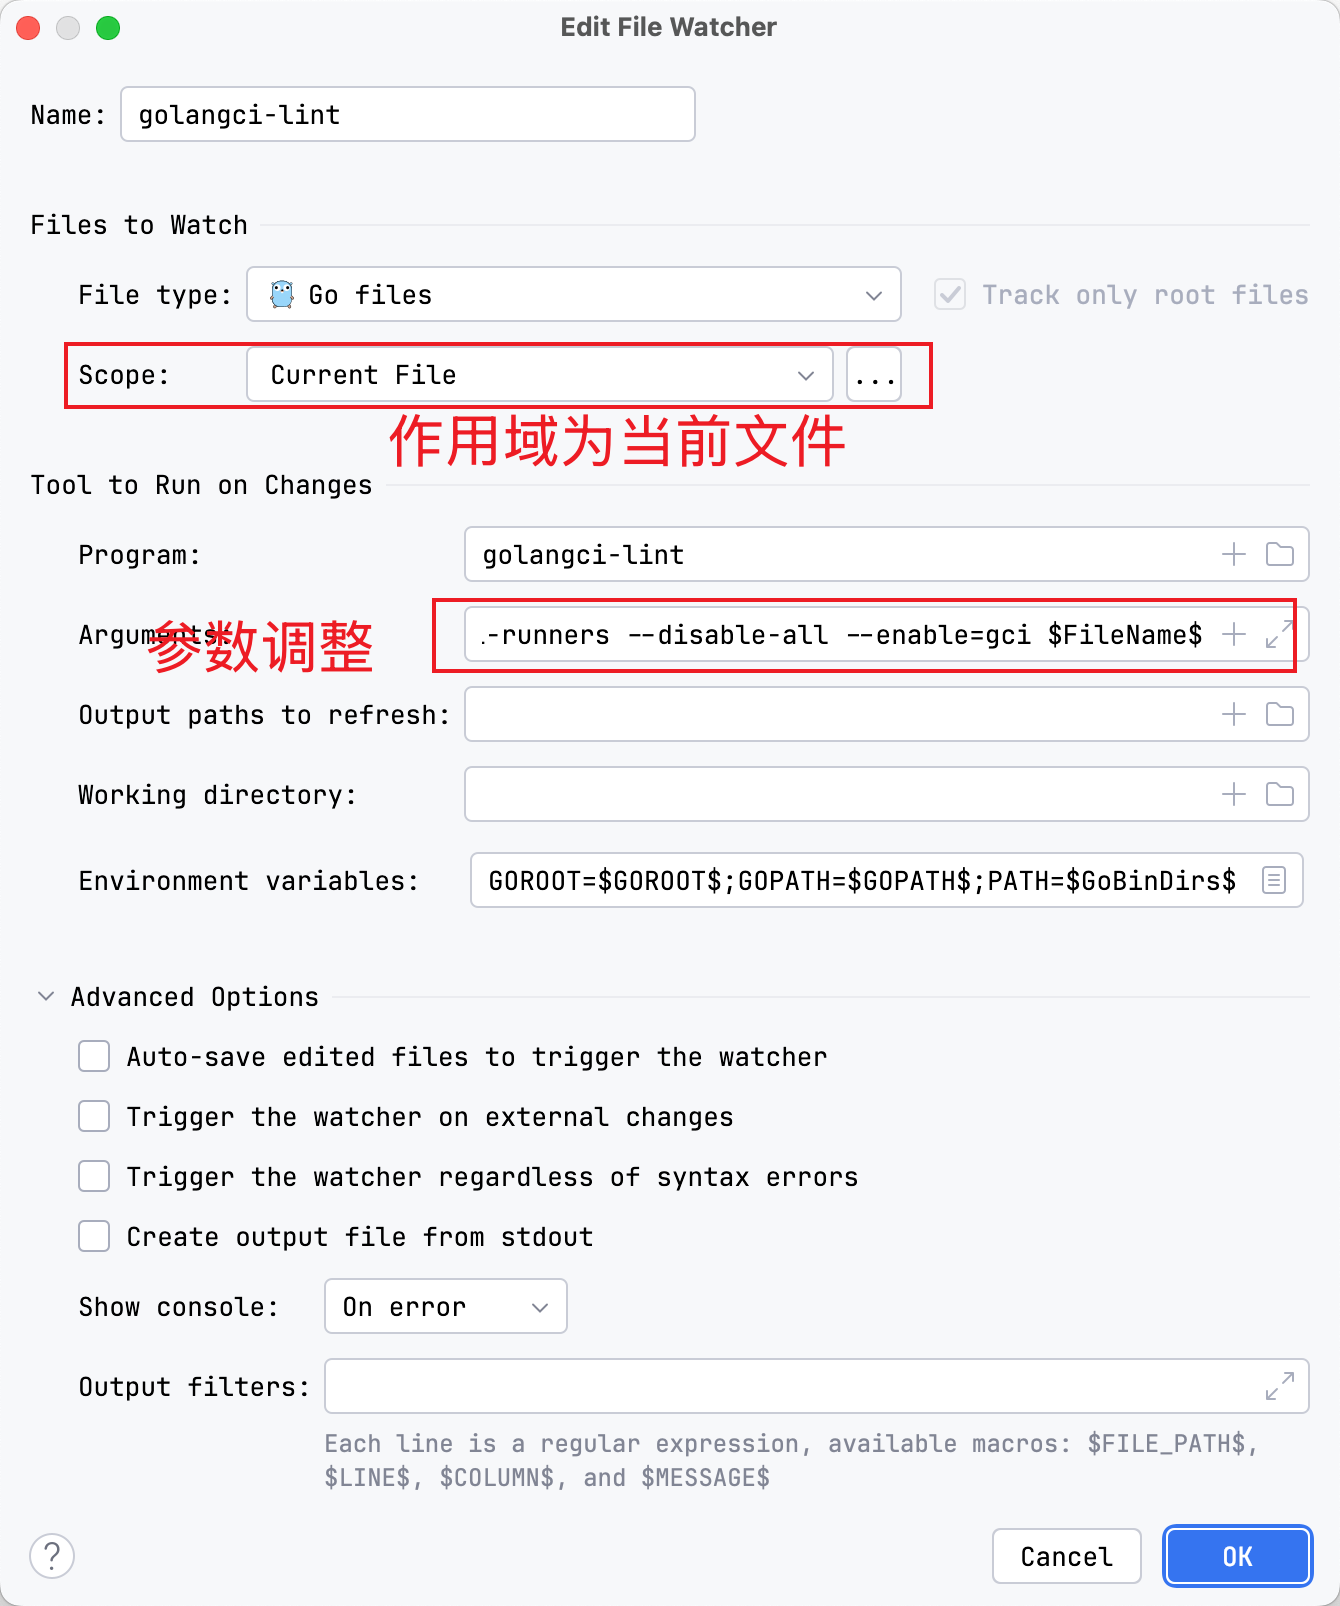 Edit File Watcher
Name: golangci-lint
Files to Watch
File type: Go files Track only root files
Scope: Current File ...
作用域为当前文件
Tool to Run on Changes
Program: golangci-lint
Arguments: -runners --disable-all --enable=gci $FileName$
参数调整
Output paths to refresh:
Working directory:
Environment variables: GOROOT=$GOROOT$;GOPATH=$GOPATH$;PATH=$GoBinDirs$
Advanced Options
Auto-save edited files to trigger the watcher
Trigger the watcher on external changes
Trigger the watcher regardless of syntax errors
Create output file from stdout
Show console: On error
Output filters:
Each line is a regular expression, available macros: $FILE_PATH$,
$LINE$, $COLUMN$, and $MESSAGE$
? Cancel OK